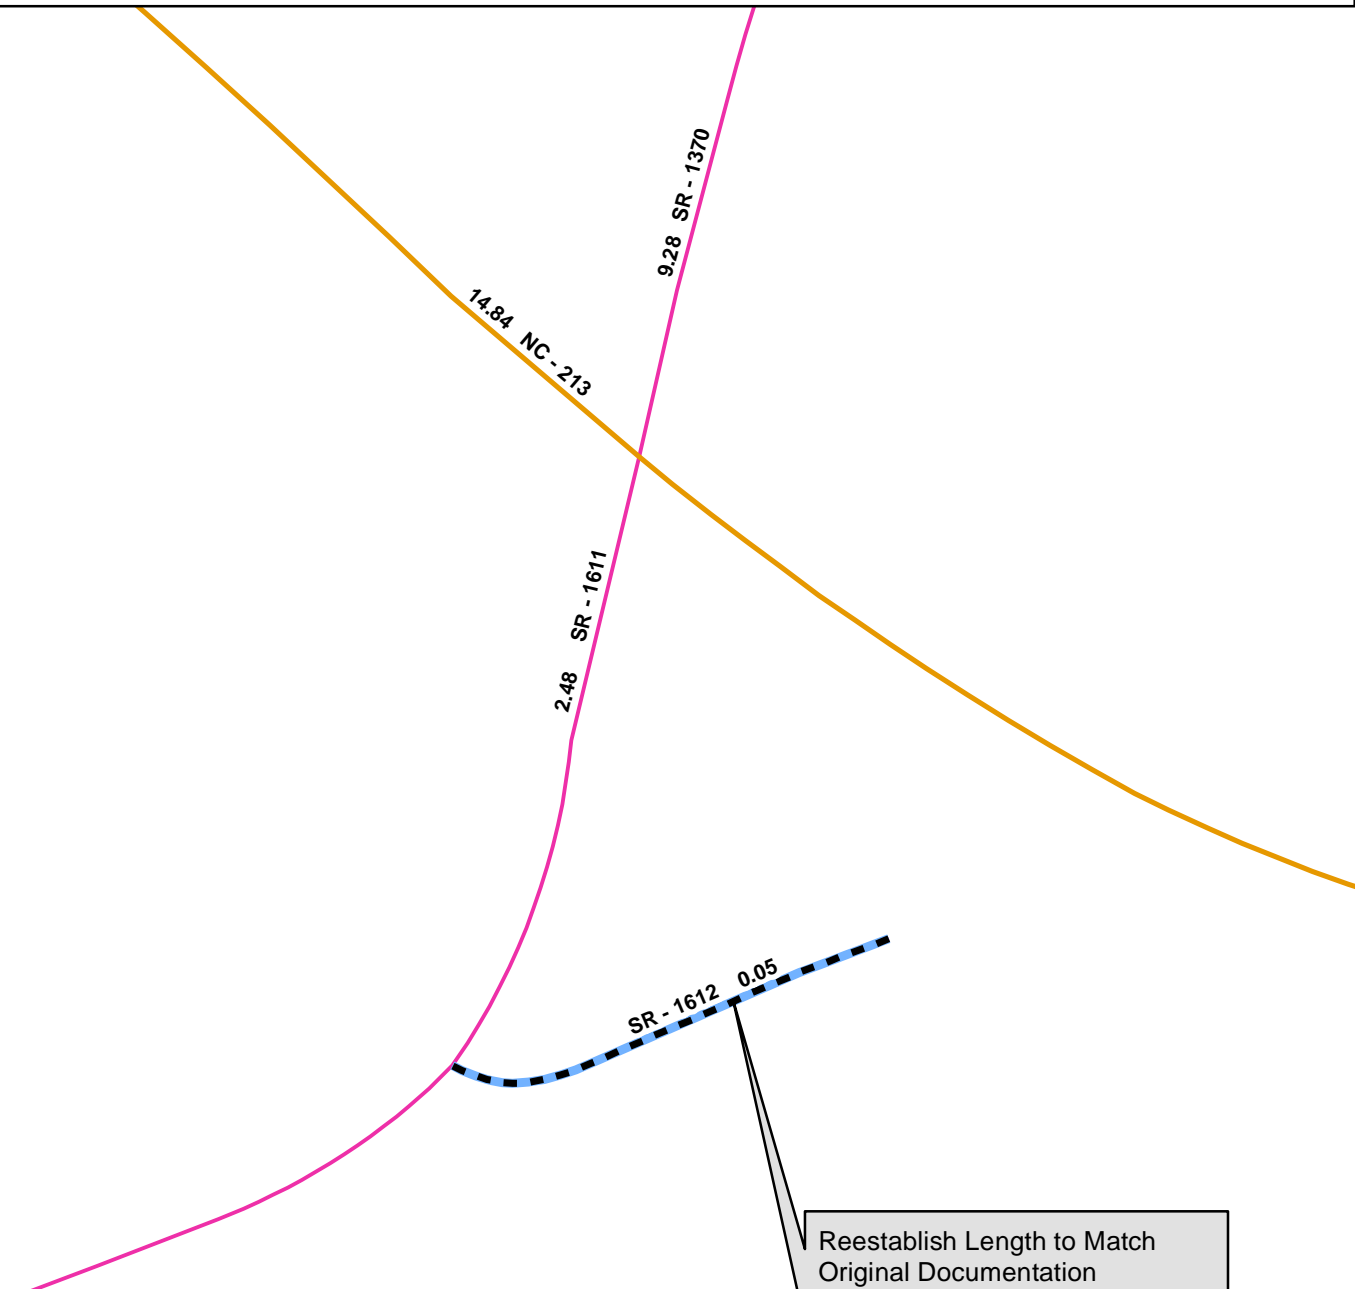 9.28 SR - 1370
14.84 NC - 213
2.48 SR - 1611
SR - 1612 0.05
Reestablish Length to Match
Original Documentation